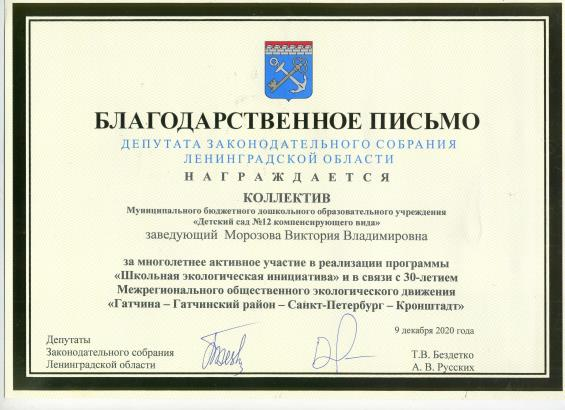 БЛАГОДАРСТВЕННОЕ ПИСЬМО
ДЕПУТАТА ЗАКОНОДАТЕЛЬНОГО СОБРАНИЯ
ЛЕНИНГРАДСКОЙ ОБЛАСТИ
НАГРАЖДАЕТСЯ
КОЛЛЕКТИВ
Муниципального бюджетного дошкольного образовательного учреждения
«Детский сад №12 компенсирующего вида»
заведующий Морозова Виктория Владимировна
за многолетнее активное участие в реализации программы
«Школьная экологическая инициатива» и в связи с 30-летием
Межрегионального общественного экологического движения
«Гатчина – Гатчинский район – Санкт-Петербург – Кронштадт»
9 декабря 2020 года
Депутаты
Законодательного собрания
Ленинградской области
Т.В. Бездетко
А. В. Русских